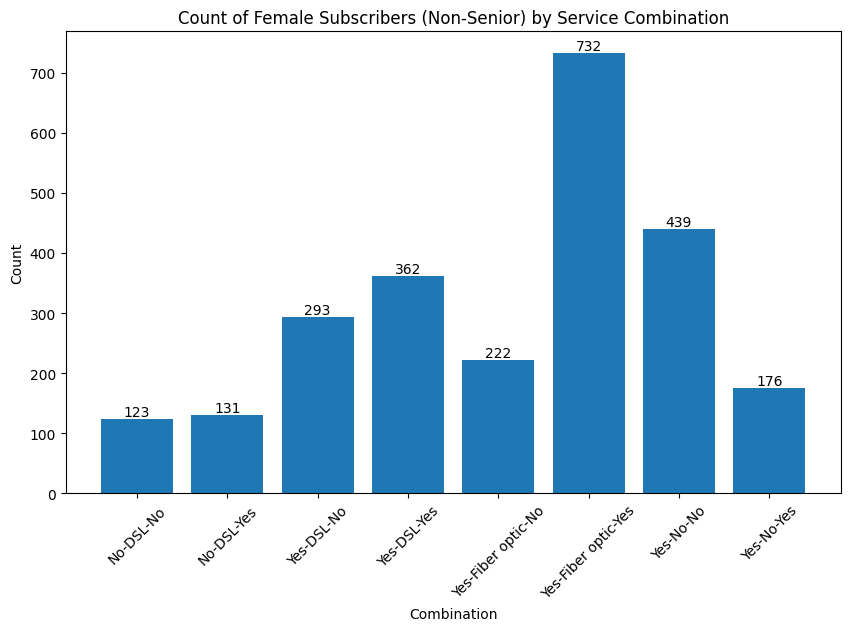 Count of Female Subscribers (Non-Senior) by Service Combination
Count
700
600
500
400
300
200
100
0
123
131
293
362
222
732
439
176
No-DSL-No
No-DSL-Yes
Yes-DSL-No
Yes-DSL-Yes
Yes-Fiber optic-No
Yes-Fiber optic-Yes
Yes-No-No
Yes-No-Yes
Combination